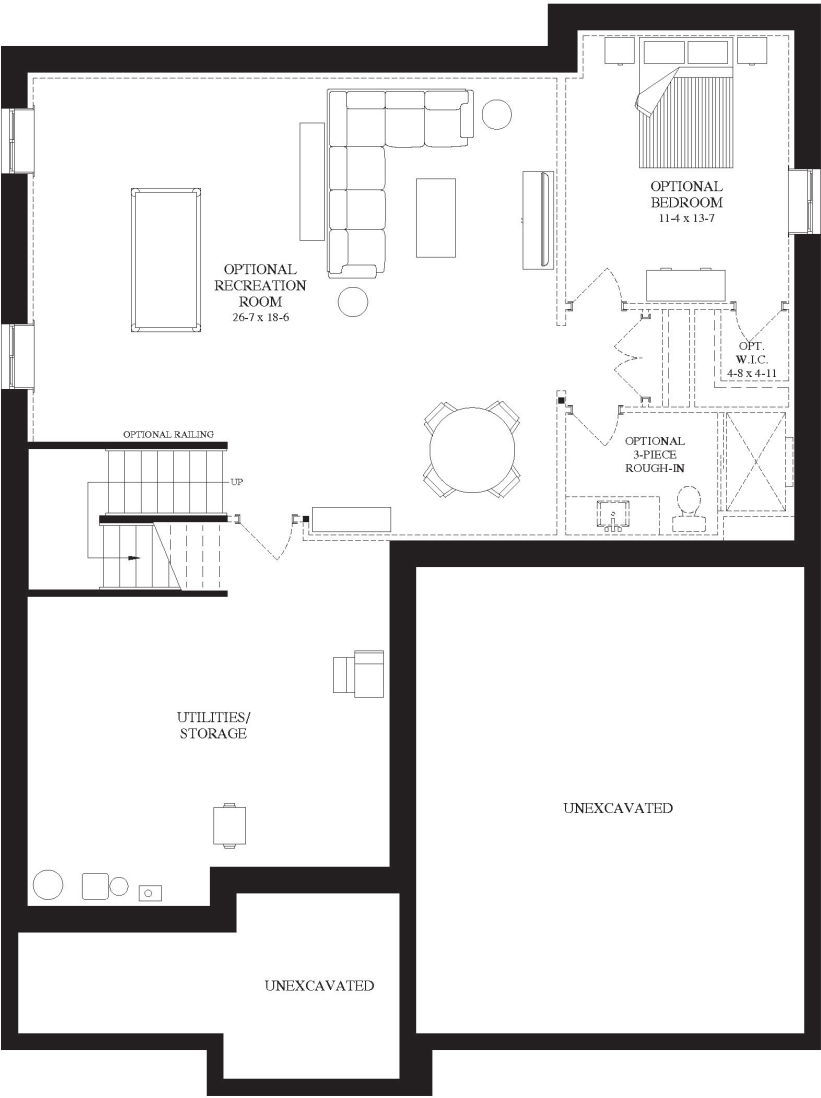 OPTIONAL
BEDROOM
11-4 x 13-7
OPTIONAL
RECREATION
ROOM
26-7 x 18-6
OPT.
W.I.C.
4-8 x 4-11
OPTIONAL RAILING
OPTIONAL
3-PIECE
ROUGH-IN
UP
UTILITIES/
STORAGE
UNEXCAVATED
UNEXCAVATED